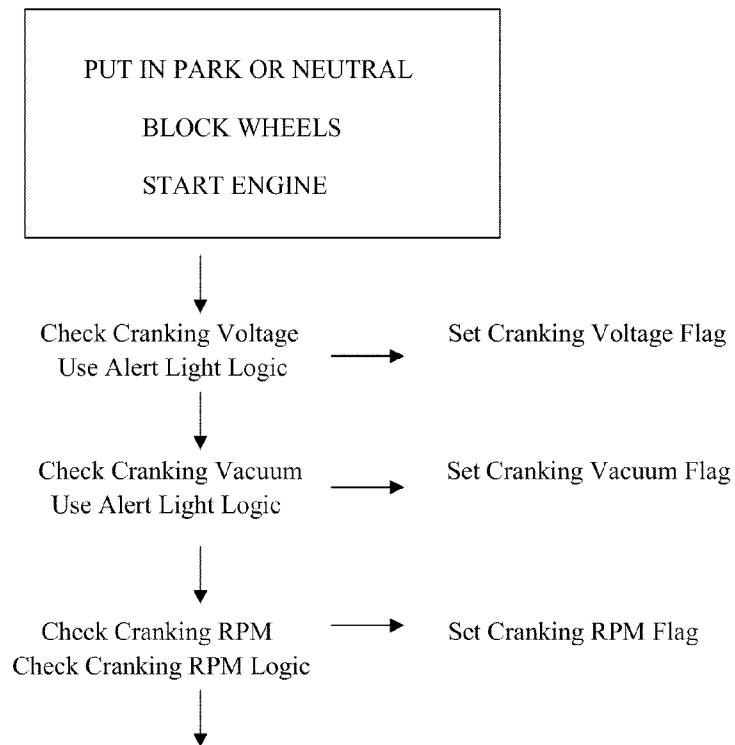 PUT IN PARK OR NEUTRAL
BLOCK WHEELS
START ENGINE
Check Cranking Voltage
Use Alert Light Logic
Set Cranking Voltage Flag
Check Cranking Vacuum
Use Alert Light Logic
Set Cranking Vacuum Flag
Check Cranking RPM
Check Cranking RPM Logic
Set Cranking RPM Flag